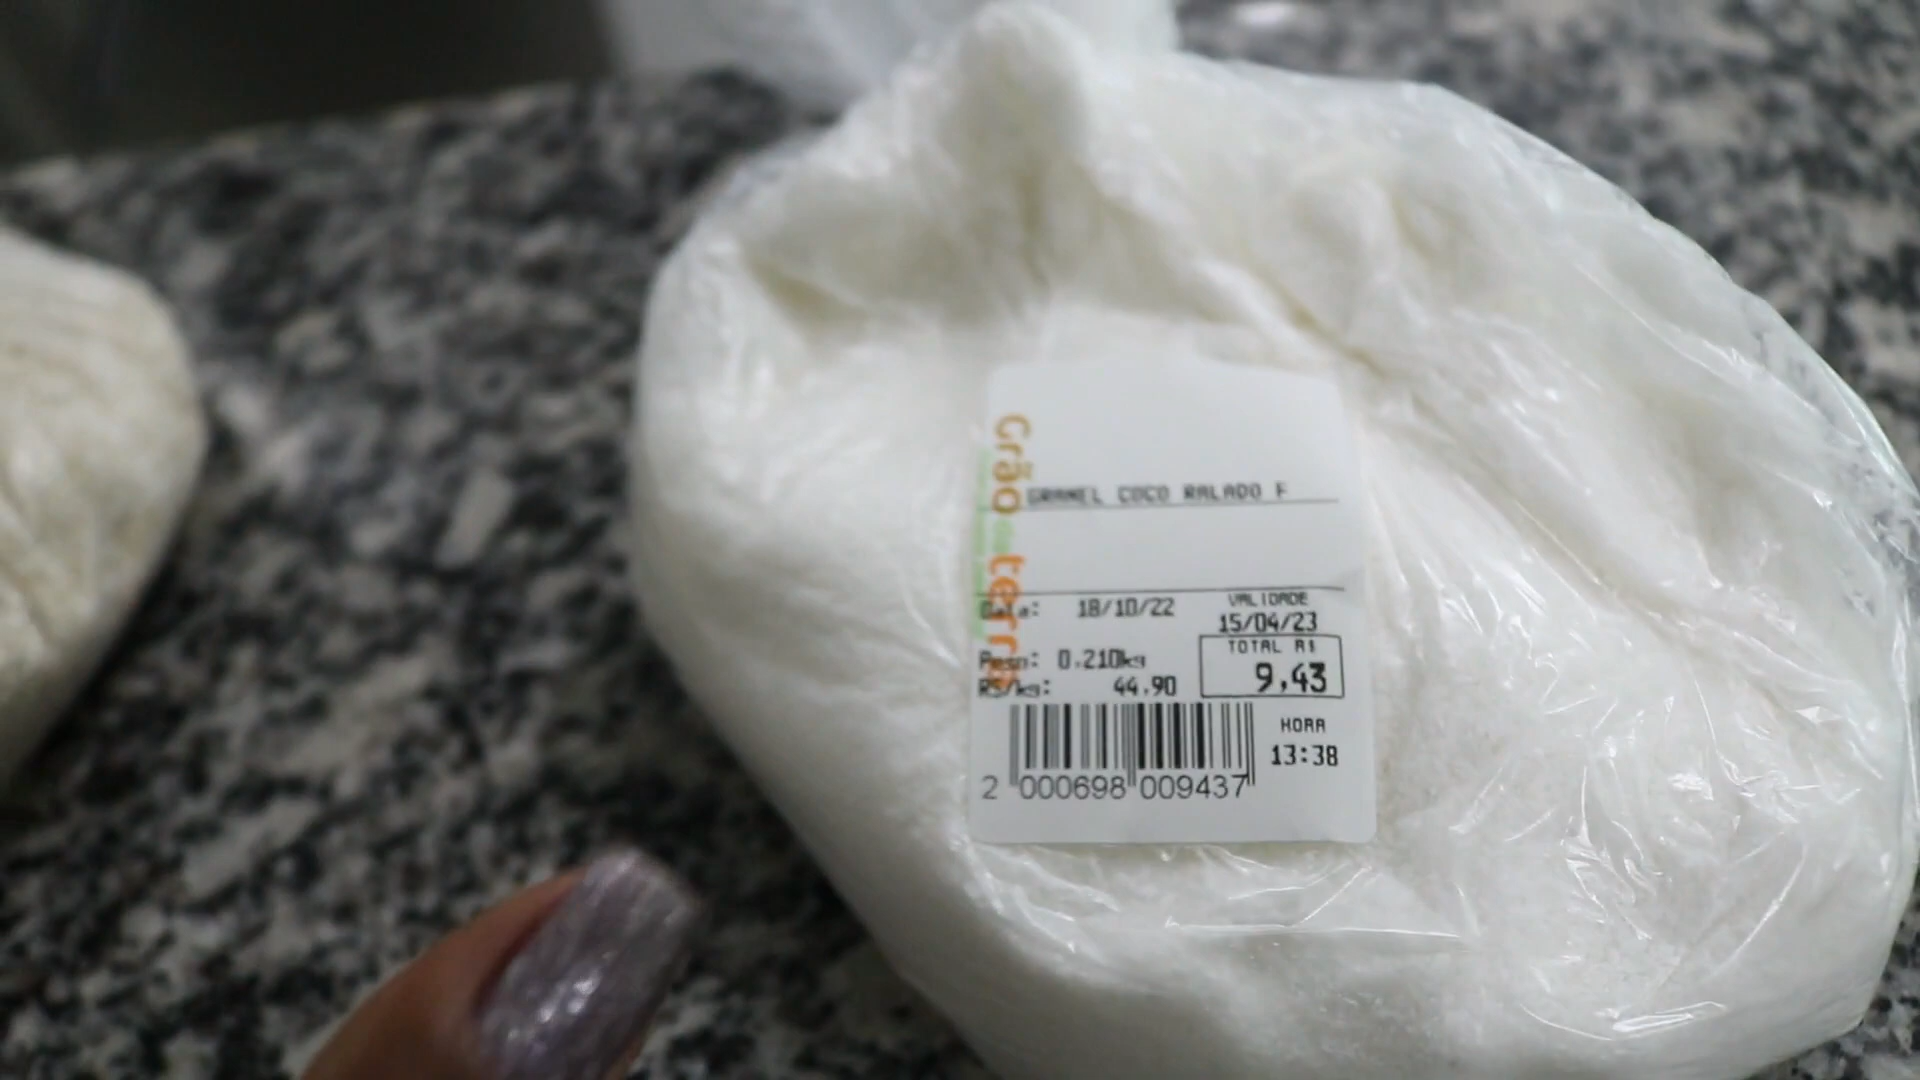 Grão terra
GRANEL COCO RALADO F
Data: 18/10/22
VALIDADE
15/04/23
Peso: 0.210kg
TOTAL R$
9,43
R$/kg: 44.90
HORA
13:38
2 000698 009437